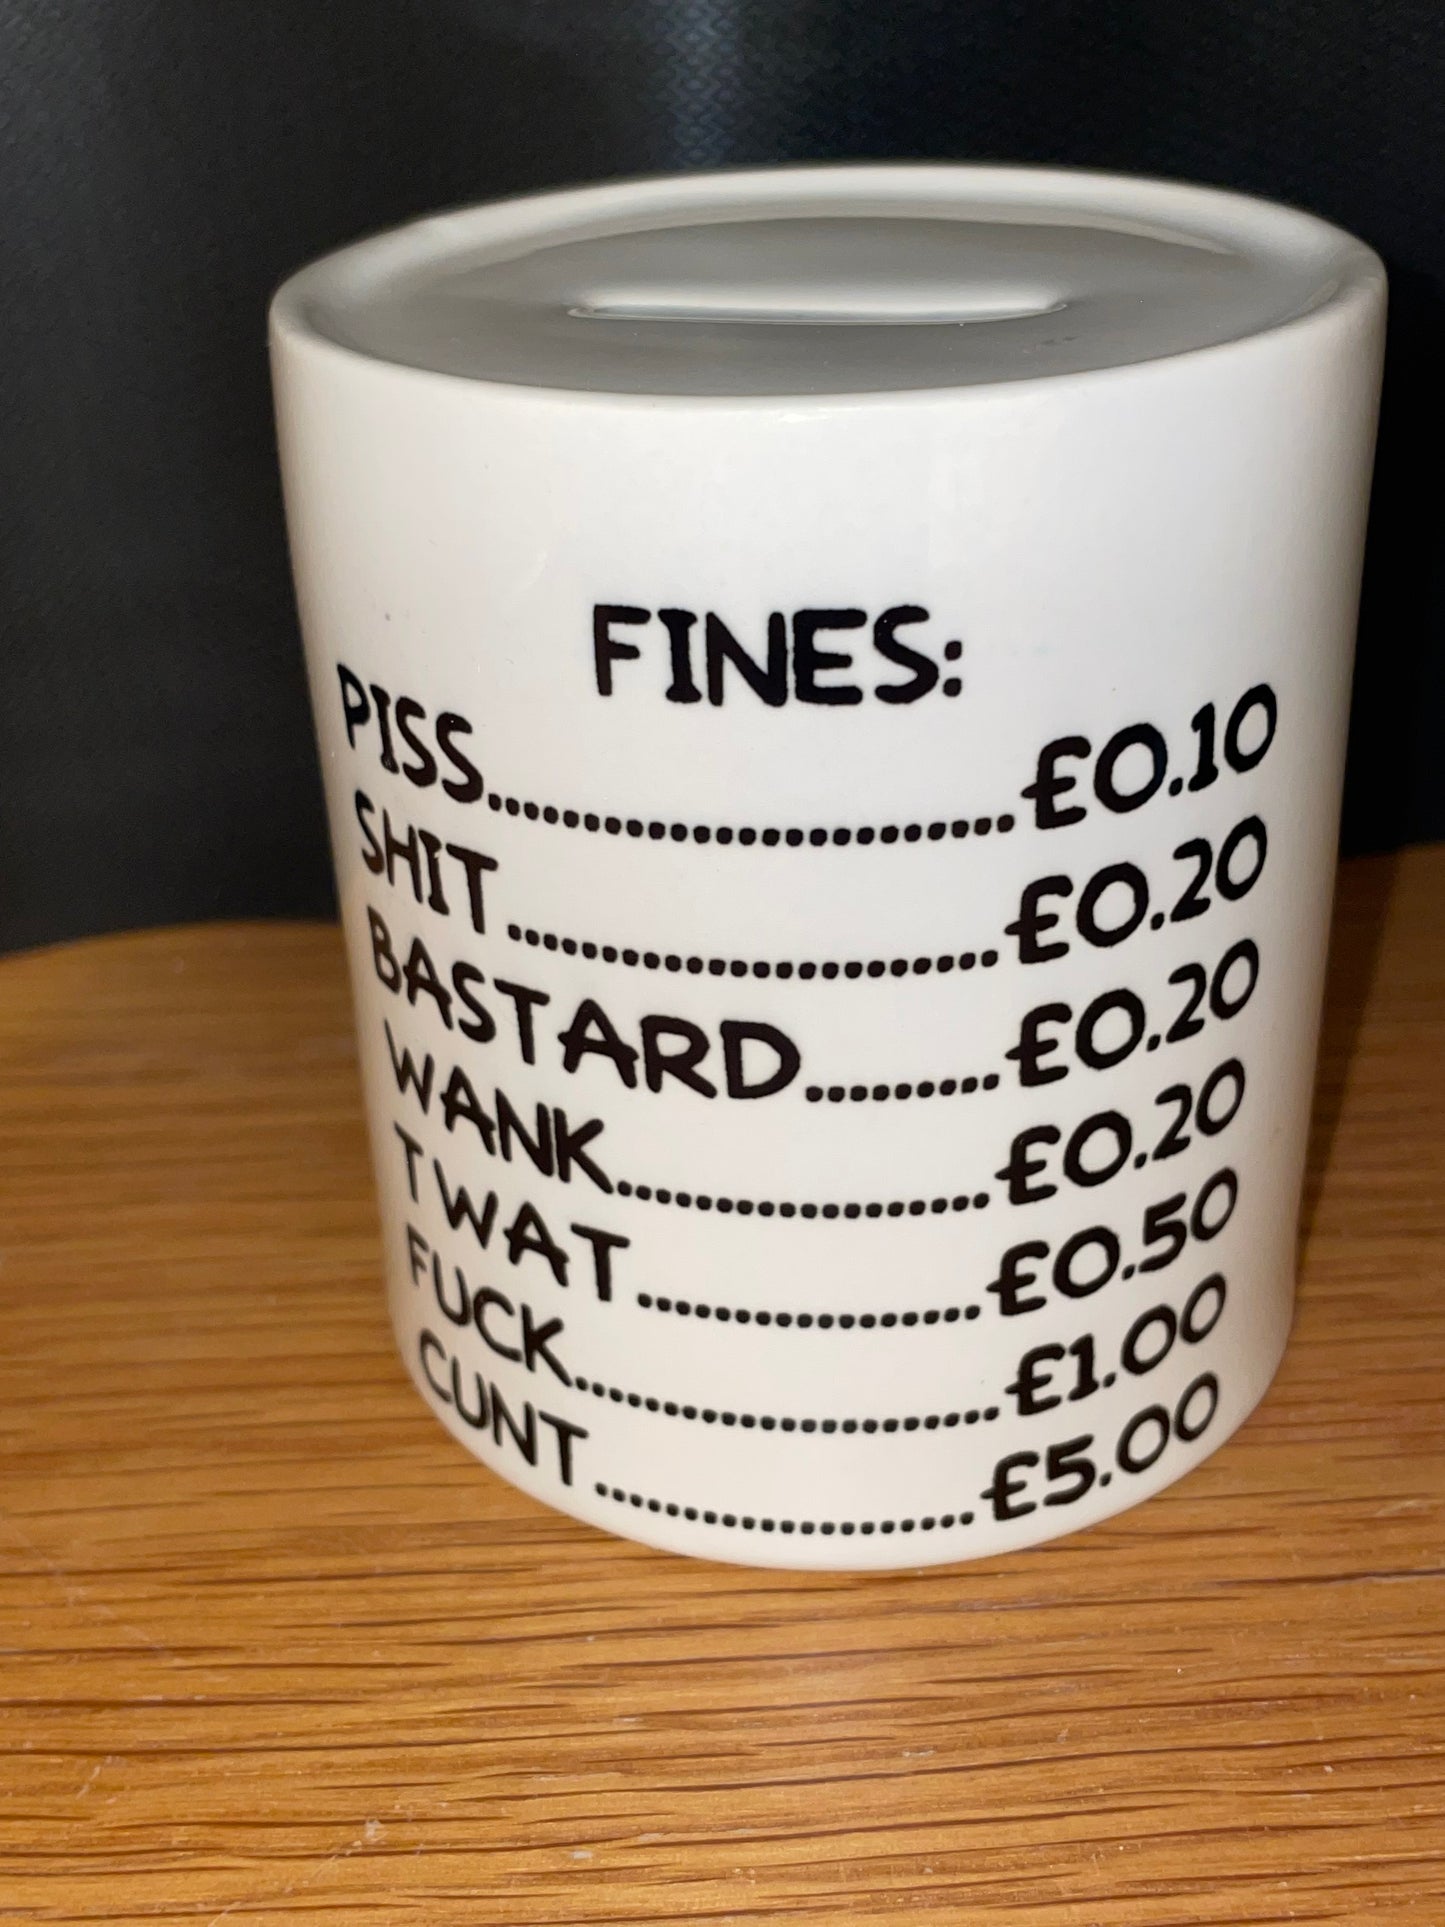 FINES:
PISS..............................£0.10
SHIT............................£0.20
BASTARD...........£0.20
WANK.....................£0.20
TWAT....................£0.50
FUCK........................£1.00
CUNT......................£5.00